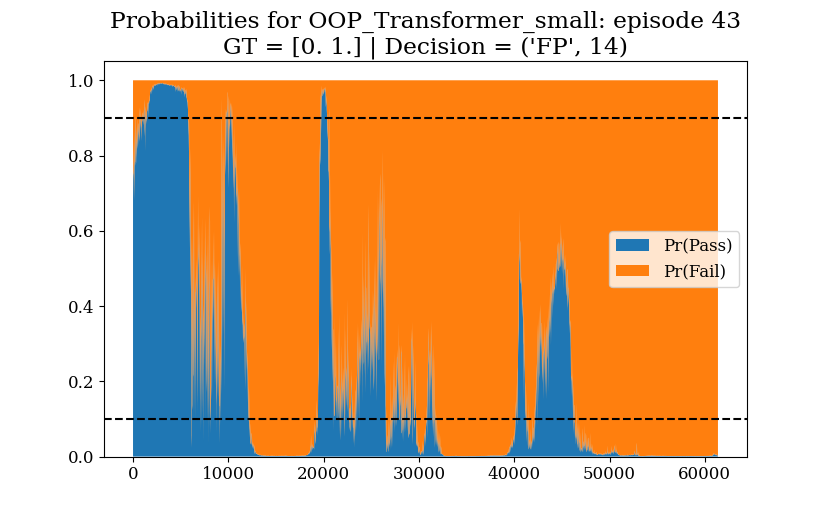 Probabilities for OOP_Transformer_small: episode 43
GT = [0. 1.] | Decision = ('FP', 14)
1.0
0.8
0.6
0.4
0.2
0.0
Pr(Pass)
Pr(Fail)
0 10000 20000 30000 40000 50000 60000